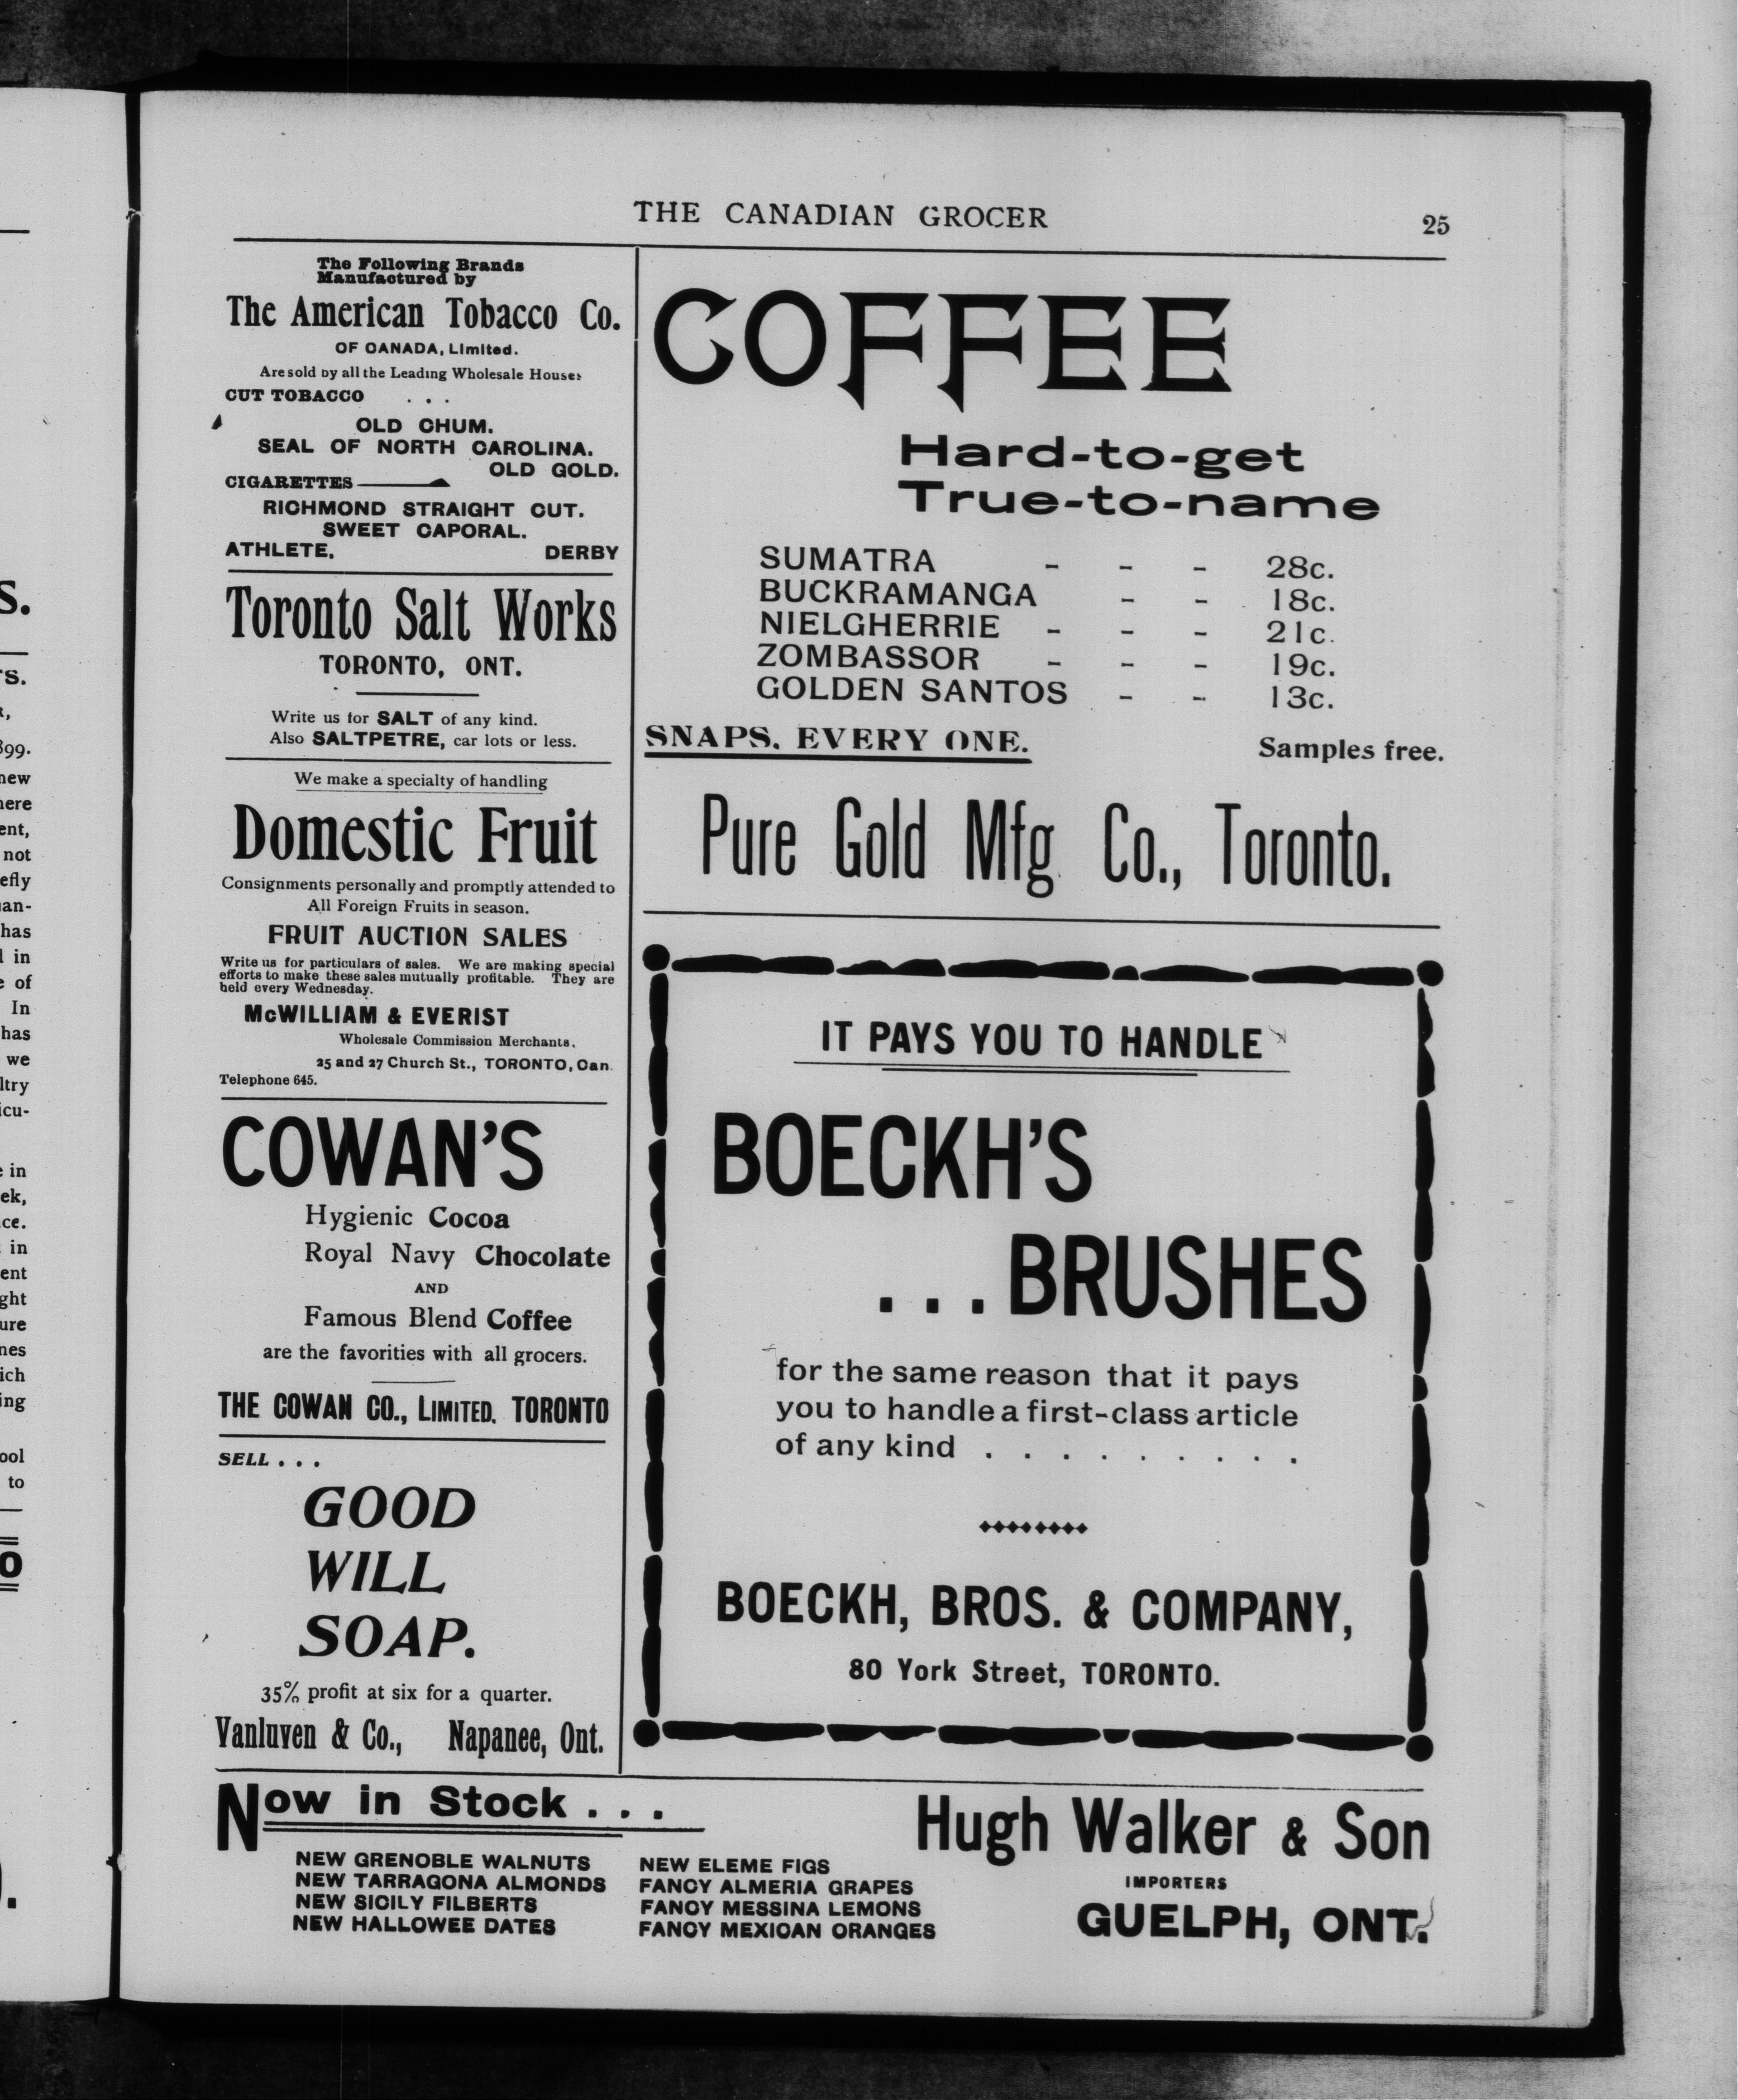 THE CANADIAN GROCER
25
The Following Brands
Manufactured by
The American Tobacco Co.
OF CANADA, Limited.
Are sold by all the Leading Wholesale Houses
CUT TOBACCO . . .
OLD CHUM.
SEAL OF NORTH CAROLINA.
OLD GOLD.
CIGARETTES
RICHMOND STRAIGHT CUT.
SWEET CAPORAL.
ATHLETE. DERBY
Toronto Salt Works
TORONTO, ONT.
Write us for SALT of any kind.
Also SALTPETRE, car lots or less.
We make a specialty of handling
Domestic Fruit
Consignments personally and promptly attended to
All Foreign Fruits in season.
FRUIT AUCTION SALES
Write us for particulars of sales. We are making special
efforts to make these sales mutually profitable. They are
held every Wednesday.
McWILLIAM & EVERIST
Wholesale Commission Merchants.
25 and 27 Church St., TORONTO, Can.
Telephone 645.
COWAN'S
Hygienic Cocoa
Royal Navy Chocolate
AND
Famous Blend Coffee
are the favorities with all grocers.
THE COWAN CO., LIMITED, TORONTO
SELL . . .
GOOD
WILL
SOAP.
35% profit at six for a quarter.
Vanluven & Co., Napanee, Ont.
COFFEE
Hard-to-get
True-to-name
SUMATRA - - - 28c.
BUCKRAMANGA - - 18c.
NIELGHERRIE - - - 21c.
ZOMBASSOR - - - 19c.
GOLDEN SANTOS - - 13c.
SNAPS. EVERY ONE. Samples free.
Pure Gold Mfg. Co., Toronto.
IT PAYS YOU TO HANDLE
BOECKH'S
. . . BRUSHES
for the same reason that it pays
you to handle a first-class article
of any kind . . . . . . . . .
BOECKH, BROS. & COMPANY,
80 York Street, TORONTO.
Now in Stock . . .
NEW GRENOBLE WALNUTS
NEW TARRAGONA ALMONDS
NEW SICILY FILBERTS
NEW HALLOWEE DATES
NEW ELEME FIGS
FANCY ALMERIA GRAPES
FANCY MESSINA LEMONS
FANCY MEXICAN ORANGES
Hugh Walker & Son
IMPORTERS
GUELPH, ONT.